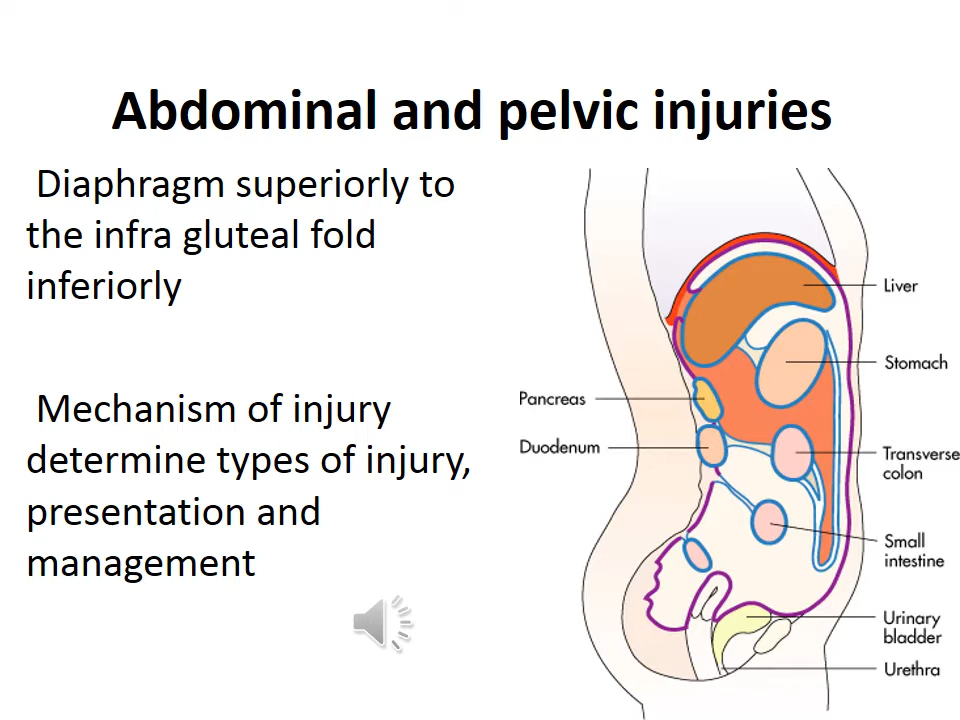 Abdominal and pelvic injuries
Diaphragm superiorly to
the infra gluteal fold
inferiorly
Mechanism of injury
determine types of injury,
presentation and
management
Liver
Stomach
Pancreas
Duodenum
Transverse
colon
Small
intestine
Urinary
bladder
Urethra